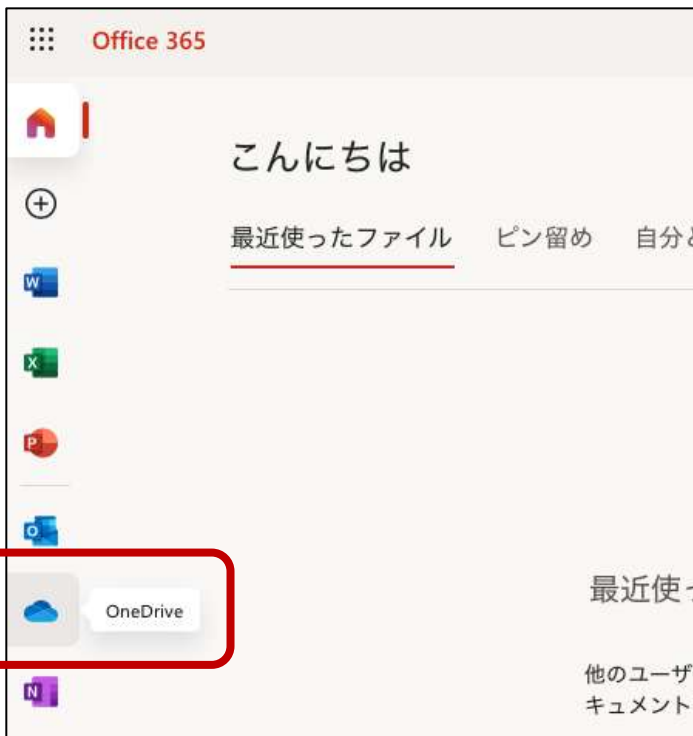 Office 365
こんにちは
最近使ったファイル ピン留め 自分
W
X
P
O
OneDrive
最近使
N
他のユーザ
キュメント